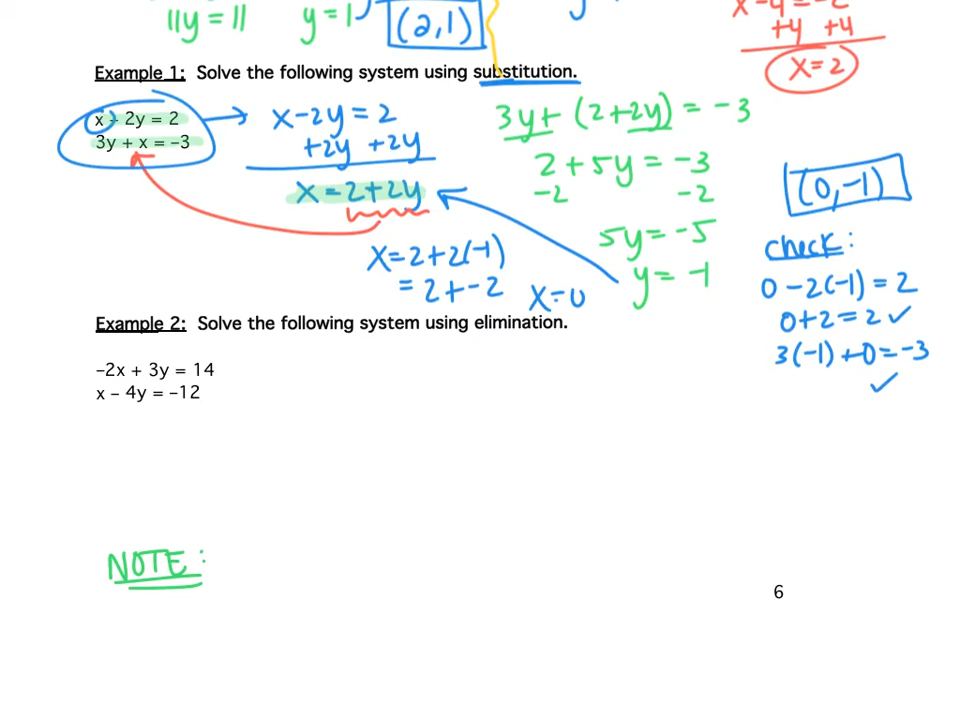 11y = 11 y = 1 (2,1)
+4 +4
x = 2
Example 1: Solve the following system using substitution.
x - 2y = 2
3y + x = -3
x - 2y = 2
+2y +2y
x = 2 + 2y
x = 2 + 2(-1)
= 2 + -2 x = 0
3y + (2 + 2y) = -3
2 + 5y = -3
-2 -2
5y = -5
y = -1
(0, -1)
check:
0 - 2(-1) = 2
0 + 2 = 2 ✓
3(-1) + 0 = -3
✓
Example 2: Solve the following system using elimination.
-2x + 3y = 14
x - 4y = -12
NOTE:
6